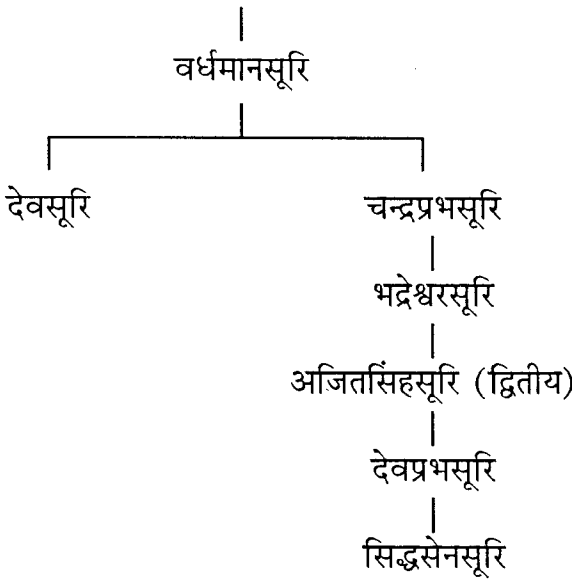 वर्धमानसूरि
देवसूरि चन्द्रप्रभसूरि
भद्रेश्वरसूरि
अजितसिंहसूरि (द्वितीय)
देवप्रभसूरि
सिद्धसेनसूरि